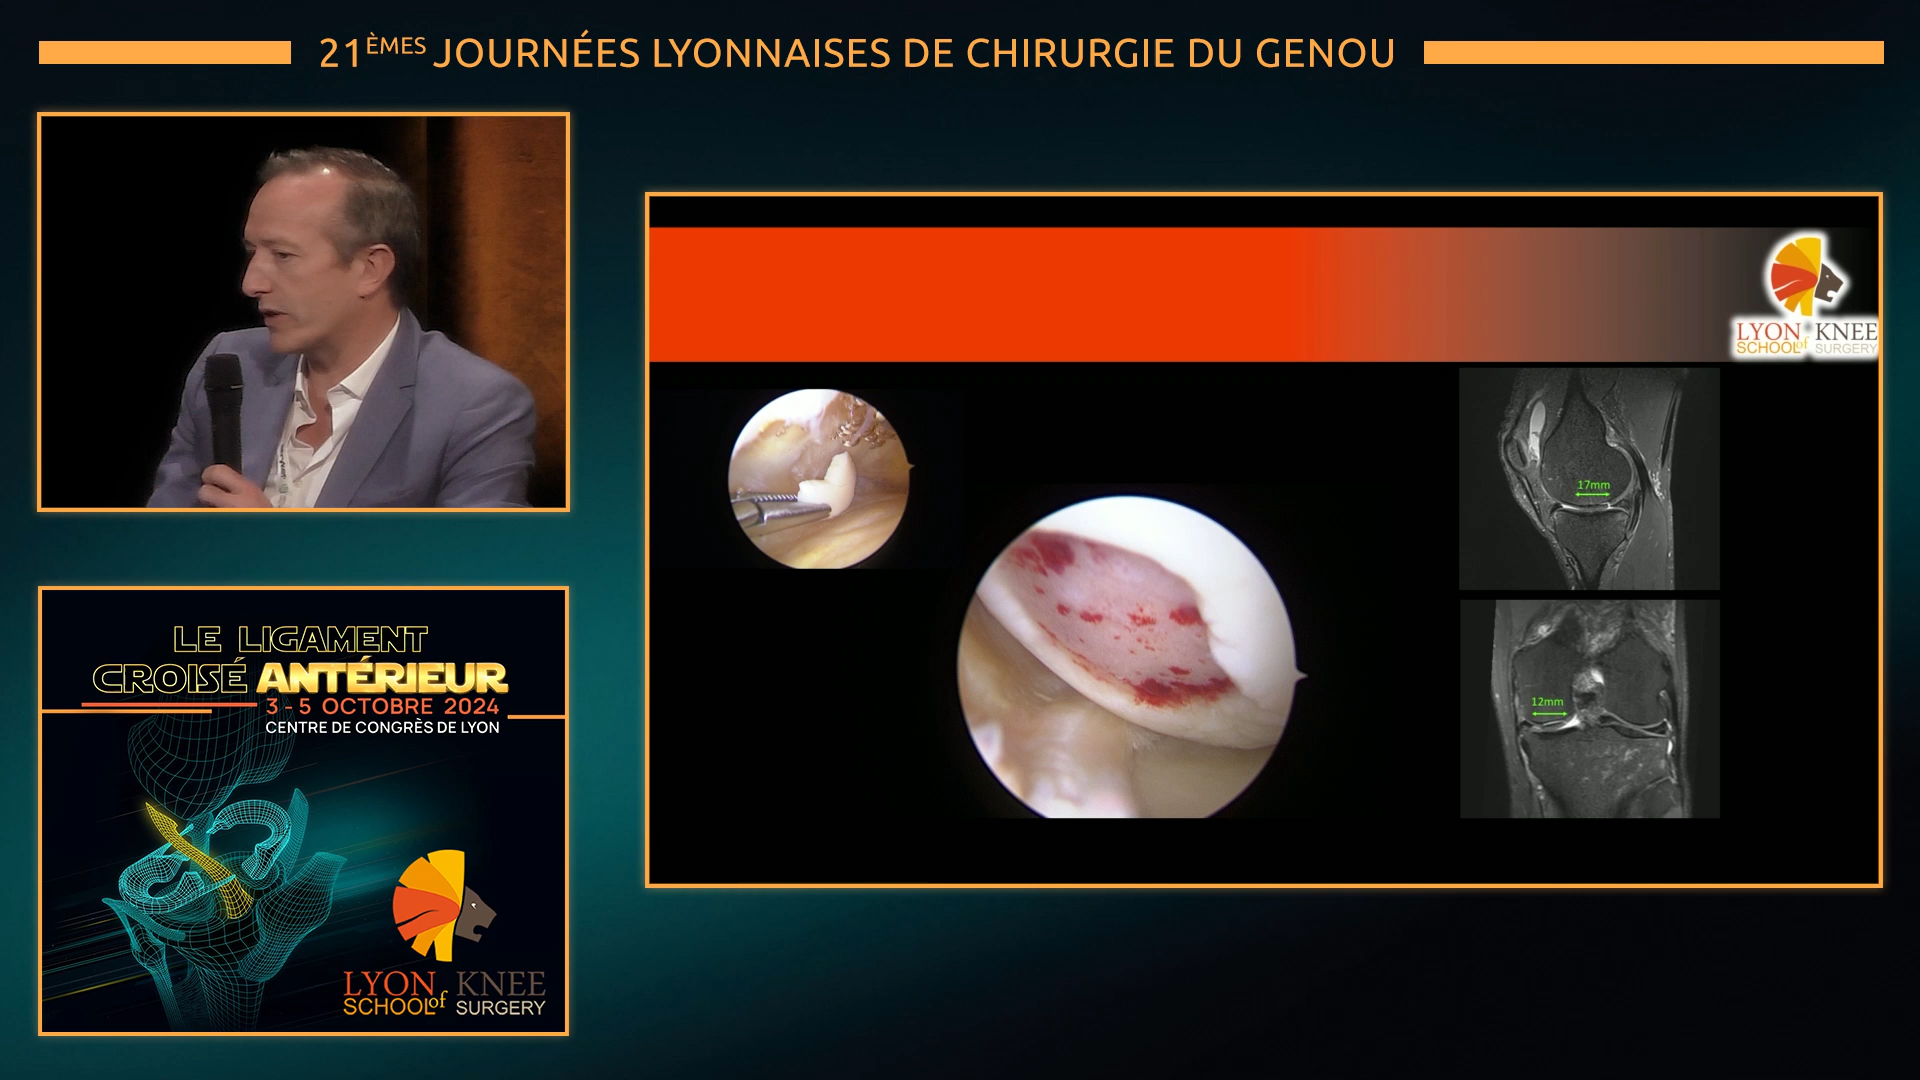 21ÈMES JOURNÉES LYONNAISES DE CHIRURGIE DU GENOU
LYON KNEE
SCHOOL of SURGERY
17mm
12mm
LE LIGAMENT
CROISÉ ANTÉRIEUR
3 - 5 OCTOBRE 2024
CENTRE DE CONGRÈS DE LYON
LYON KNEE
SCHOOL of SURGERY